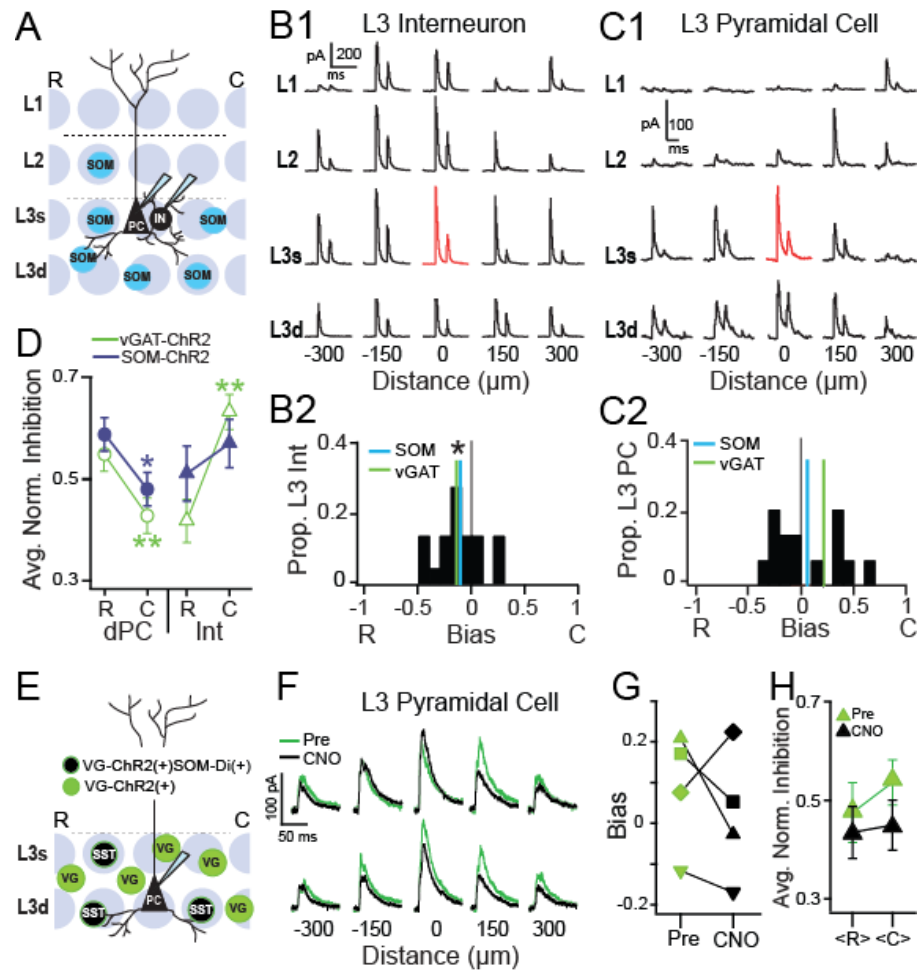 A
R
C
L1
L2
SOM
L3s
SOM
PC
IN
SOM
L3d
SOM
SOM
SOM
B1
L3 Interneuron
pA
200
ms
L1
L2
L3s
L3d
-300
-150
0
150
300
Distance (µm)
C1
L3 Pyramidal Cell
L1
pA
100
ms
L2
L3s
L3d
-300
-150
0
150
300
Distance (µm)
D
vGAT-ChR2
SOM-ChR2
Avg. Norm. Inhibition
0.7
0.5
0.3
**
*
**
R
C
R
C
dPC
Int
B2
SOM
vGAT
*
Prop. L3 Int
0.4
0.2
0
-1
-0.5
0
0.5
1
R
Bias
C
C2
SOM
vGAT
Prop. L3 PC
0.4
0.2
0
-1
-0.5
0
0.5
1
R
Bias
C
E
VG-ChR2(+)SOM-Di(+)
VG-ChR2(+)
R
C
L3s
SST
VG
VG
VG
VG
L3d
SST
PC
SST
VG
F
L3 Pyramidal Cell
Pre
CNO
100 pA
50 ms
-300
-150
0
150
300
Distance (µm)
G
Bias
0.2
0
-0.2
Pre
CNO
H
Pre
CNO
Avg. Norm. Inhibition
0.7
0.5
0.3
<R>
<C>